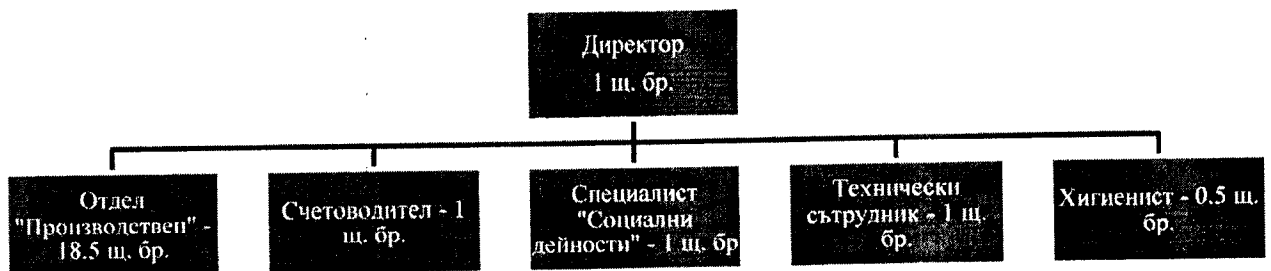 Директор
1 щ. бр.
Отдел
"Производствен" -
18.5 щ. бр.
Счетоводител - 1
щ. бр.
Специалист
"Социални
дейности" - 1 щ. бр
Технически
сътрудник - 1 щ.
бр.
Хигиенист - 0.5 щ.
бр.